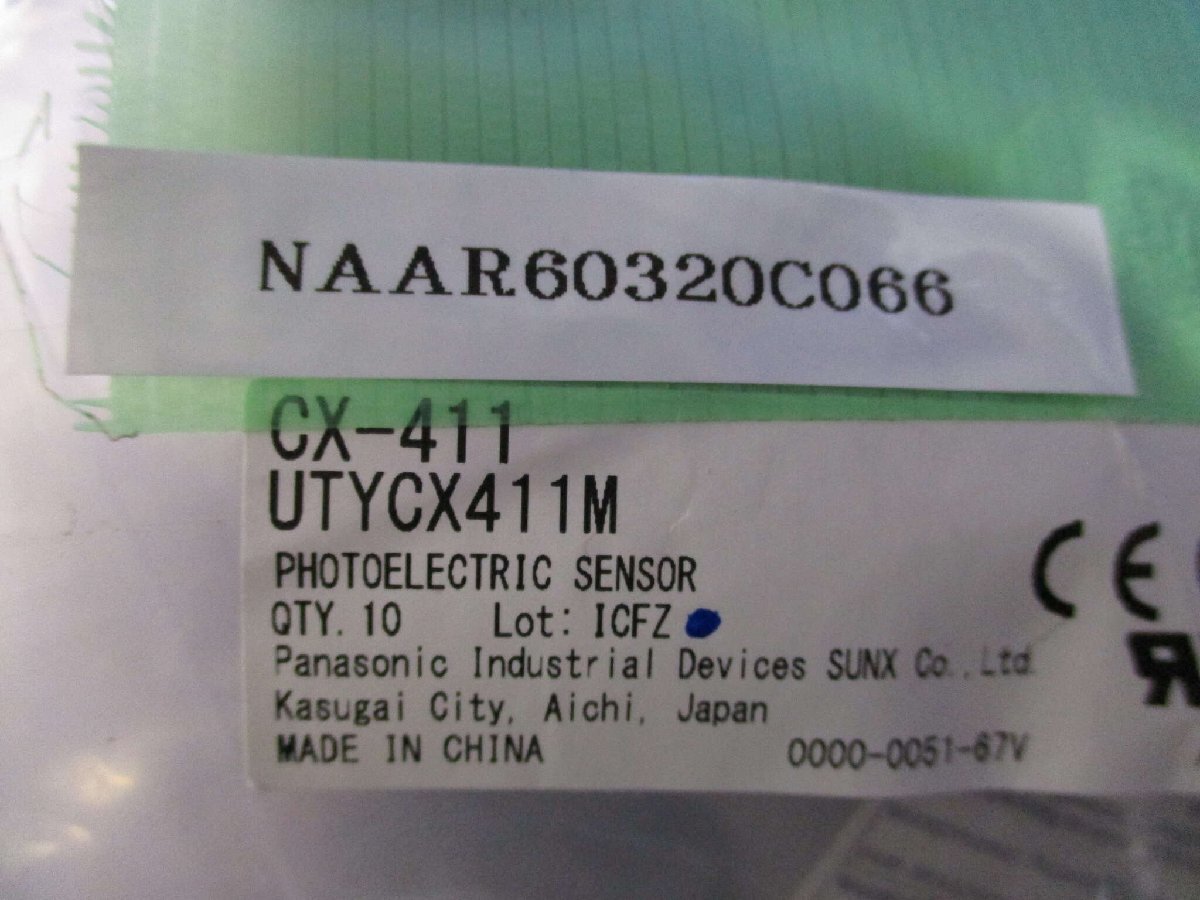 NAAR60320C066
CX-411
UTYCX411M
PHOTOELECTRIC SENSOR
QTY. 10 Lot: ICFZ
Panasonic Industrial Devices SUNX Co.,Ltd.
Kasugai City, Aichi, Japan
MADE IN CHINA 0000-0051-67V
CE